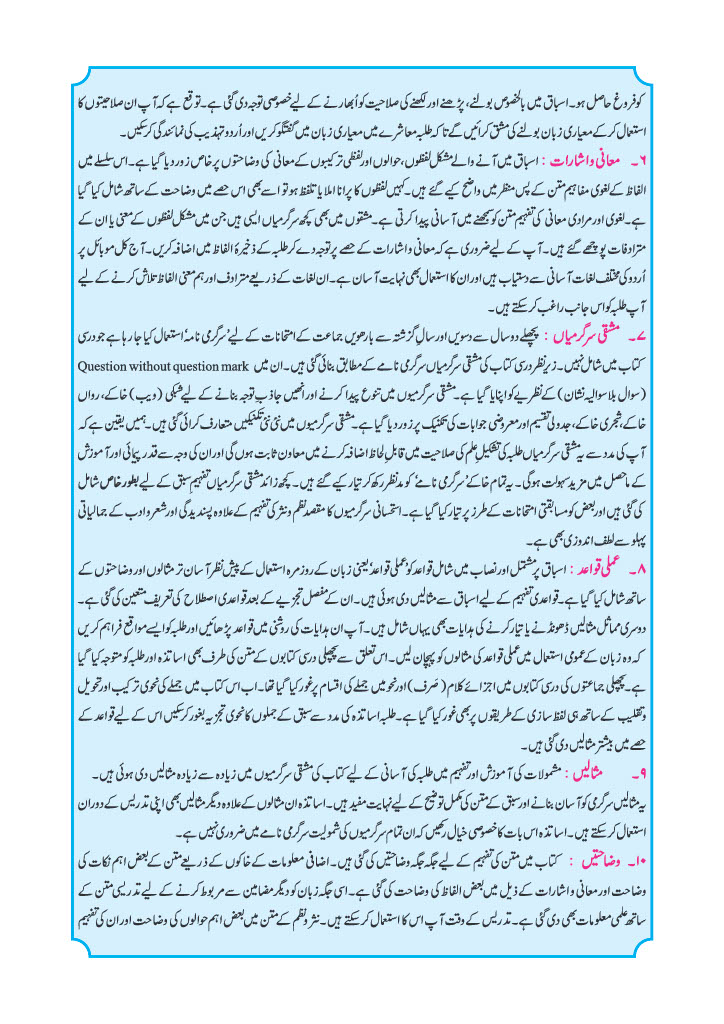 کو فروغ حاصل ہو۔ اسباق میں بالخصوص بولنے، پڑھنے اور لکھنے کی صلاحیت کو اُبھارنے کے لیے خصوصی توجہ دی گئی ہے۔ توقع ہے کہ آپ ان صلاحیتوں کا
استعمال کرکے معیاری زبان بولنے کی مشق کرائیں گے تاکہ طلبہ معاشرے میں معیاری زبان میں گفتگو کریں اور اُردو تہذیب کی نمائندگی کرسکیں۔
۶۔ معانی و اشارات : اسباق میں آنے والے مشکل لفظوں، حوالوں اور لفظی ترکیبوں کے معانی کی وضاحتوں پر خاص زور دیا گیا ہے۔ اس سلسلے میں
الفاظ کے لغوی مفاہیم متن کے پس منظر میں واضح کیے گئے ہیں۔ کہیں لفظوں کا پرانا املا یا تلفظ ہو تو اسے بھی اس حصے میں وضاحت کے ساتھ شامل کیا گیا
ہے۔ لغوی اور مرادی معانی کی تفہیم متن کو سمجھنے میں آسانی پیدا کرتی ہے۔ مشقوں میں بھی کچھ سرگرمیاں ایسی ہیں جن میں مشکل لفظوں کے معنی یا ان کے
مترادفات پوچھے گئے ہیں۔ آپ کے لیے ضروری ہے کہ معانی و اشارات کے حصے پر توجہ دے کر طلبہ کے ذخیرۂ الفاظ میں اضافہ کریں۔ آج کل موبائل پر
اُردو کی مختلف لغات آسانی سے دستیاب ہیں اور ان کا استعمال بھی نہایت آسان ہے۔ ان لغات کے ذریعے مترادف اور ہم معنی الفاظ تلاش کرنے کے لیے
آپ طلبہ کو اس جانب راغب کرسکتے ہیں۔
۷۔ مشقی سرگرمیاں : پچھلے دو سال سے دسویں اور سالِ گزشتہ سے بارھویں جماعت کے امتحانات کے لیے 'سرگرمی نامہ' استعمال کیا جا رہا ہے جو درسی
کتاب میں شامل نہیں۔ زیرِ نظر درسی کتاب کی مشقی سرگرمیاں سرگرمی نامے کے مطابق بنائی گئی ہیں۔ ان میں Question without question mark
(سوال بلا سوالیہ نشان) کے نظریے کو اپنایا گیا ہے۔ مشقی سرگرمیوں میں تنوع پیدا کرنے اور انھیں جاذبِ توجہ بنانے کے لیے شبکی (ویب) خاکے، رواں
خاکے، شجری خاکے، جدولی تقسیم اور معروضی جوابات کی تکنیک پر زور دیا گیا ہے۔ مشقی سرگرمیوں میں نئی نئی تکنیکیں متعارف کرائی گئی ہیں۔ ہمیں یقین ہے کہ
آپ کی مدد سے یہ مشقی سرگرمیاں طلبہ کی تشکیلِ علم کی صلاحیت میں قابلِ لحاظ اضافہ کرنے میں معاون ثابت ہوں گی اور ان کی وجہ سے قدر پیمائی اور آموزش
کے ماحصل میں مزید سہولت ہوگی۔ یہ تمام خاکے 'سرگرمی نامے' کو مدِنظر رکھ کر تیار کیے گئے ہیں۔ کچھ زائد مشقی سرگرمیاں تفہیمِ سبق کے لیے بطورِ خاص شامل
کی گئی ہیں اور بعض کو مسابقتی امتحانات کے طرز پر تیار کیا گیا ہے۔ استحسانی سرگرمیوں کا مقصد نظم و نثر کی تفہیم کے علاوہ پسندیدگی اور شعر و ادب کے جمالیاتی
پہلو سے لطف اندوزی بھی ہے۔
۸۔ عملی قواعد : اسباق پر مشتمل اور نصاب میں شامل قواعد کو 'عملی قواعد' یعنی زبان کے روزمرہ استعمال کے پیشِ نظر آسان تر مثالوں اور وضاحتوں کے
ساتھ شامل کیا گیا ہے۔ قواعدی تفہیم کے لیے اسباق سے مثالیں دی ہوئی ہیں۔ ان کے مفصل تجزیے کے بعد قواعدی اصطلاح کی تعریف متعین کی گئی ہے۔
دوسری مماثل مثالیں ڈھونڈنے یا تیار کرنے کی ہدایات بھی یہاں شامل ہیں۔ آپ ان ہدایات کی روشنی میں قواعد پڑھائیں اور طلبہ کو ایسے مواقع فراہم کریں
کہ وہ زبان کے عمومی استعمال میں عملی قواعد کی مثالوں کو پہچان لیں۔ اس تعلق سے پچھلی درسی کتابوں کے متن کی طرف بھی اساتذہ اور طلبہ کو متوجہ کیا گیا
ہے۔ پچھلی جماعتوں کی درسی کتابوں میں اجزائے کلام (صَرف) اور نحو میں جملے کی اقسام پر غور کیا گیا تھا۔ اب اس کتاب میں جملے کی نحوی ترکیب اور تحویل
و تقلیب کے ساتھ ہی لفظ سازی کے طریقوں پر بھی غور کیا گیا ہے۔ طلبہ اساتذہ کی مدد سے سبق کے جملوں کا نحوی تجزیہ بغور کرسکیں اس کے لیے قواعد کے
حصے میں بیشتر مثالیں دی گئی ہیں۔
۹۔ مثالیں : مشمولات کی آموزش اور تفہیم میں طلبہ کی آسانی کے لیے کتاب کی مشقی سرگرمیوں میں زیادہ سے زیادہ مثالیں دی ہوئی ہیں۔
یہ مثالیں سرگرمی کو آسان بنانے اور سبق کے متن کی مکمل توضیح کے لیے نہایت مفید ہیں۔ اساتذہ ان مثالوں کے علاوہ دیگر مثالیں بھی اپنی تدریس کے دوران
استعمال کرسکتے ہیں۔ اساتذہ اس بات کا خصوصی خیال رکھیں کہ ان تمام سرگرمیوں کی شمولیت سرگرمی نامے میں ضروری نہیں ہے۔
۱۰۔ وضاحتیں : کتاب میں متن کی تفہیم کے لیے جگہ جگہ وضاحتیں کی گئی ہیں۔ اضافی معلومات کے خاکوں کے ذریعے متن کے بعض اہم نکات کی
وضاحت اور معانی و اشارات کے ذیل میں بعض الفاظ کی وضاحت کی گئی ہے۔ اسی جگہ زبان کو دیگر مضامین سے مربوط کرنے کے لیے تدریسی متن کے
ساتھ علمی معلومات بھی دی گئی ہے۔ تدریس کے وقت آپ اس کا استعمال کرسکتے ہیں۔ نثر و نظم کے متن میں بعض اہم حوالوں کی وضاحت اور ان کی تفہیم